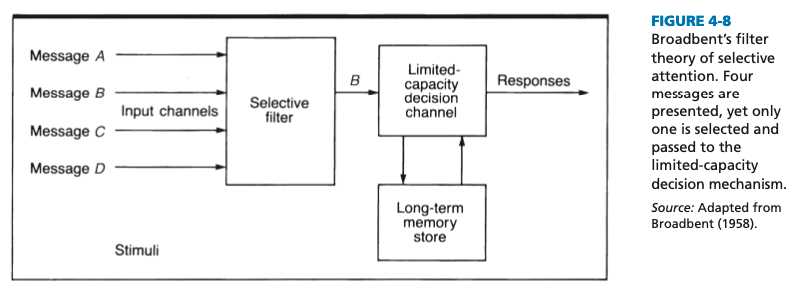 Message A
Message B
Input channels
Message C
Message D
Stimuli
Selective
filter
B
Limited-
capacity
decision
channel
Responses
Long-term
memory
store
FIGURE 4-8
Broadbent’s filter
theory of selective
attention. Four
messages are
presented, yet only
one is selected and
passed to the
limited-capacity
decision mechanism.
Source: Adapted from
Broadbent (1958).